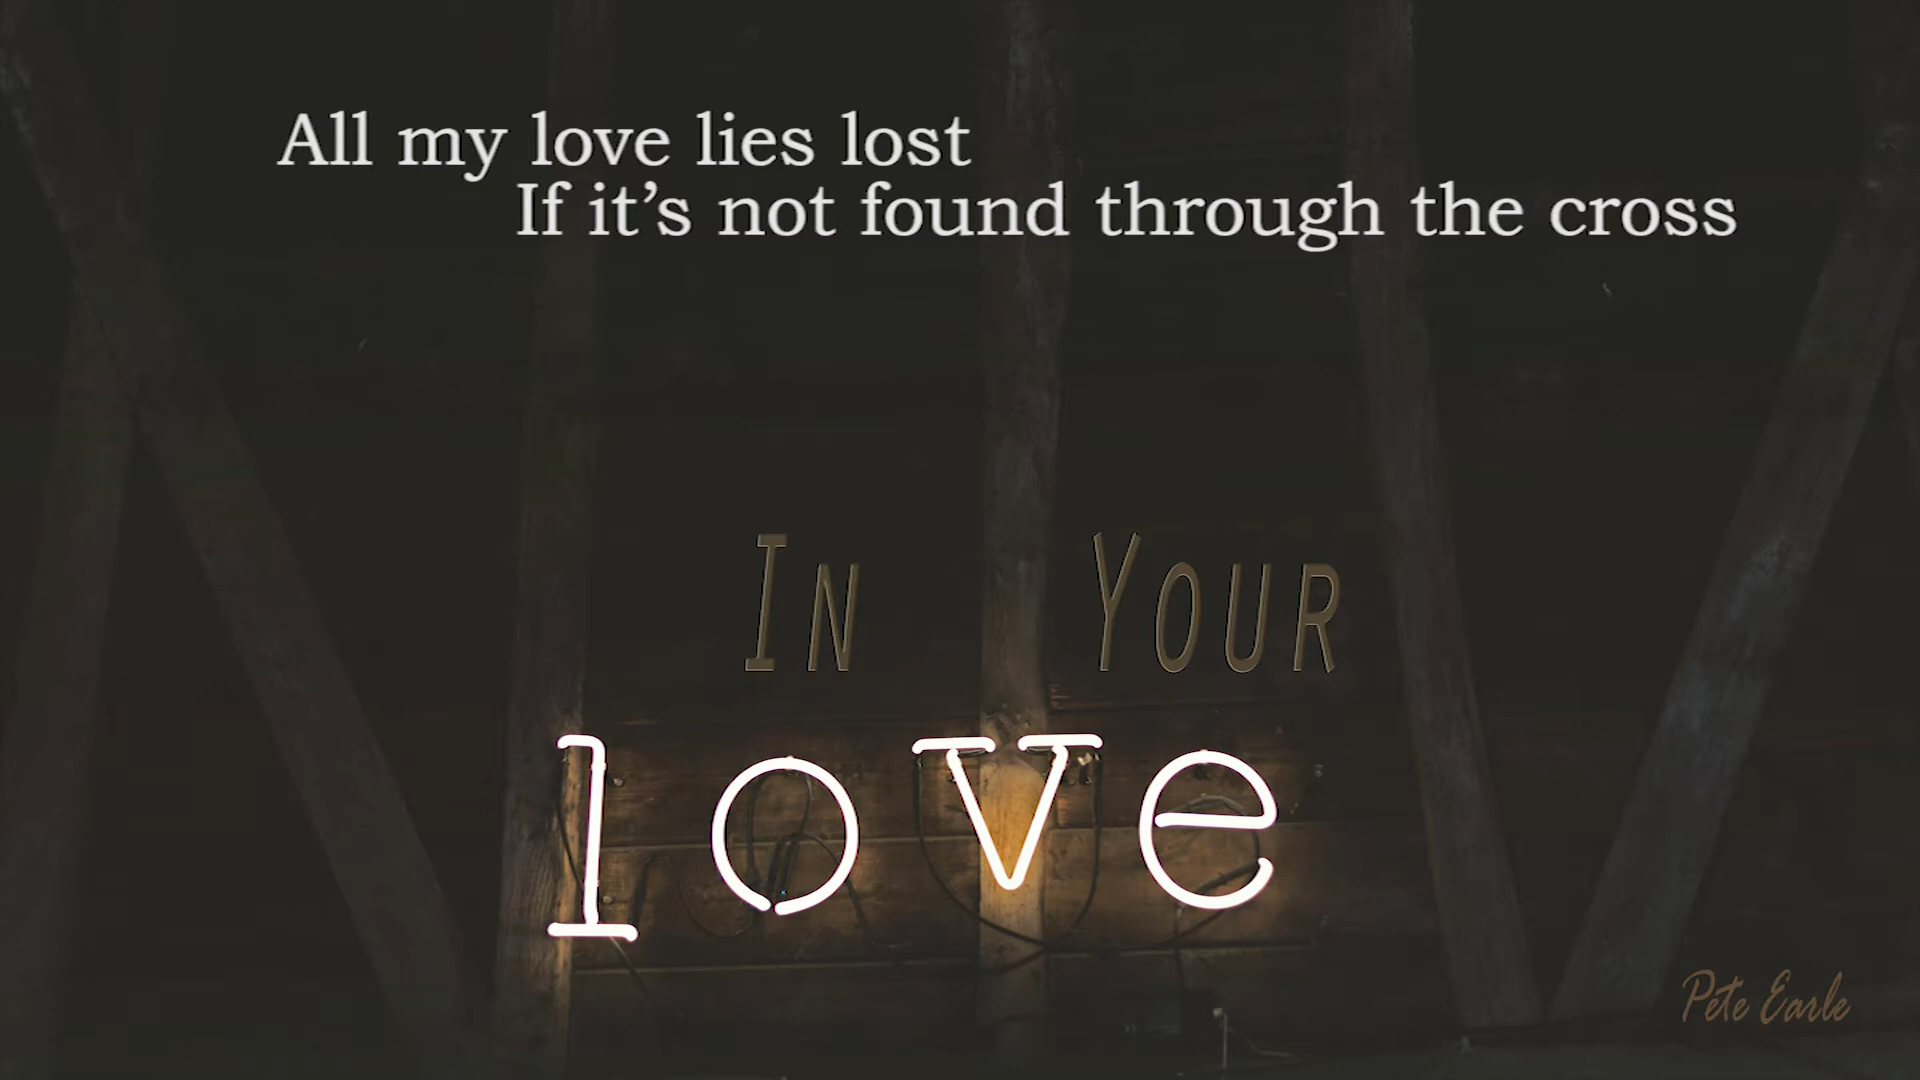 All my love lies lost
If it’s not found through the cross
In Your
love
Pete Earle